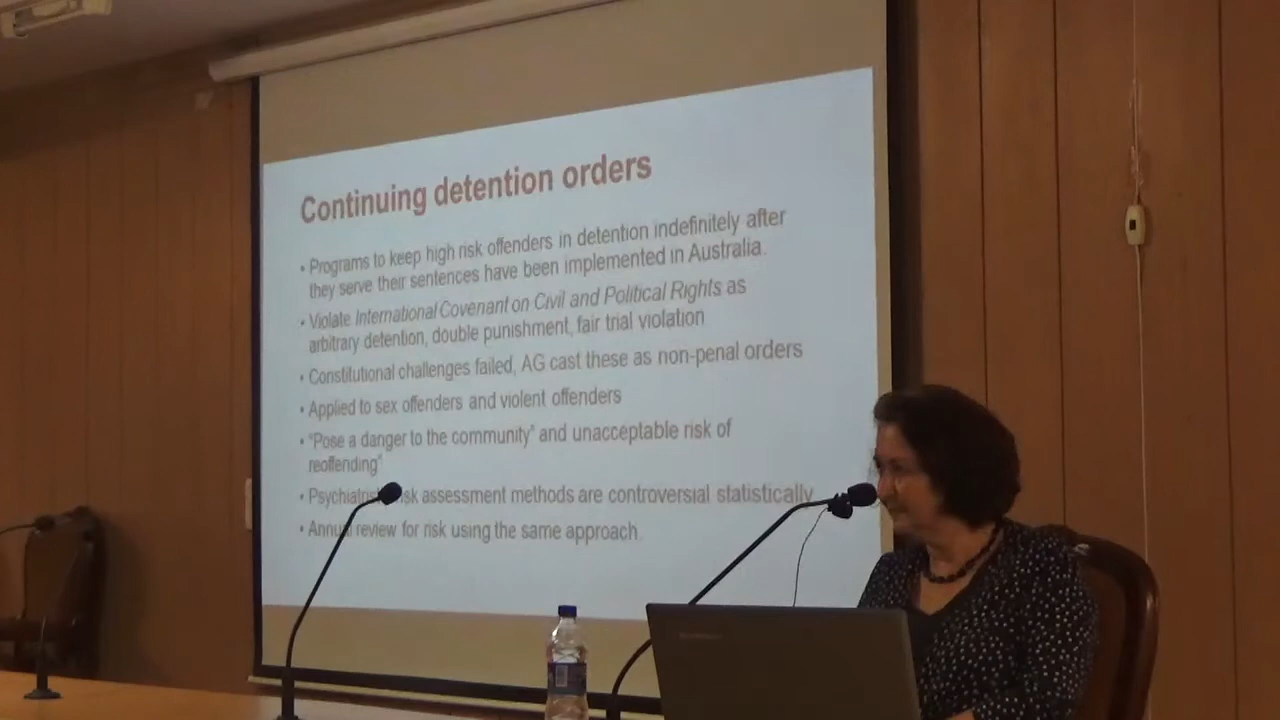 Continuing detention orders
• Programs to keep high risk offenders in detention indefinitely after
they serve their sentences have been implemented in Australia.
• Violate International Covenant on Civil and Political Rights as
arbitrary detention, double punishment, fair trial violation
• Constitutional challenges failed, AG cast these as non-penal orders
• Applied to sex offenders and violent offenders
• "Pose a danger to the community" and unacceptable risk of
reoffending"
• risk assessment methods are controversial statistically
• Annual review for risk using the same approach.